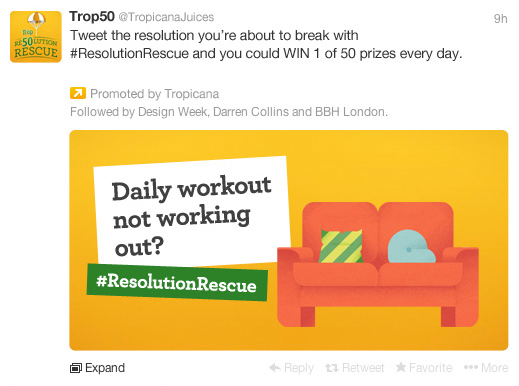 Trop50 @TropicanaJuices 9h
Trop
RE50LUTION
RESCUE
Tweet the resolution you're about to break with
#ResolutionRescue and you could WIN 1 of 50 prizes every day.
Promoted by Tropicana
Followed by Design Week, Darren Collins and BBH London.
Daily workout
not working
out?
#ResolutionRescue
Expand Reply Retweet Favorite More